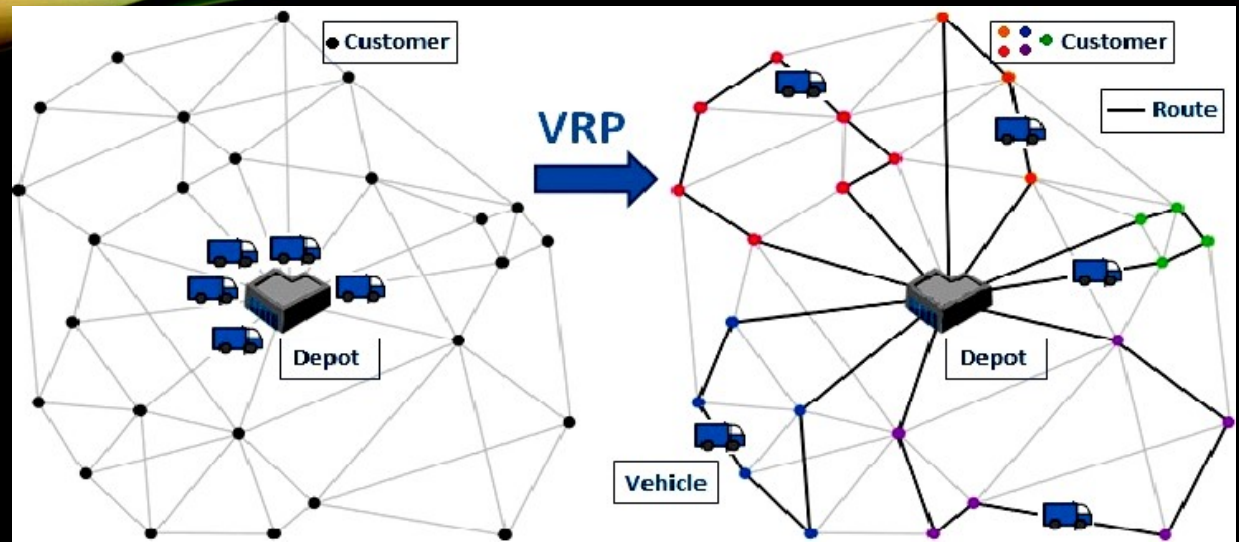 Customer
Depot
VRP
Customer
Route
Depot
Vehicle